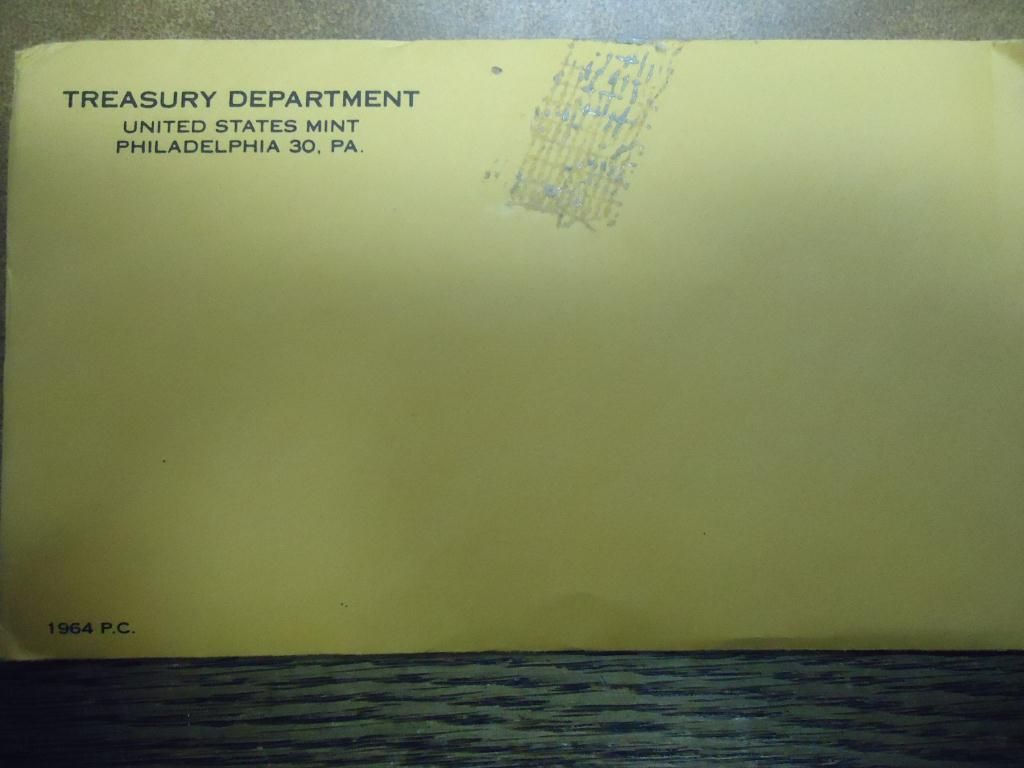 TREASURY DEPARTMENT
UNITED STATES MINT
PHILADELPHIA 30, PA.
1964 P.C.